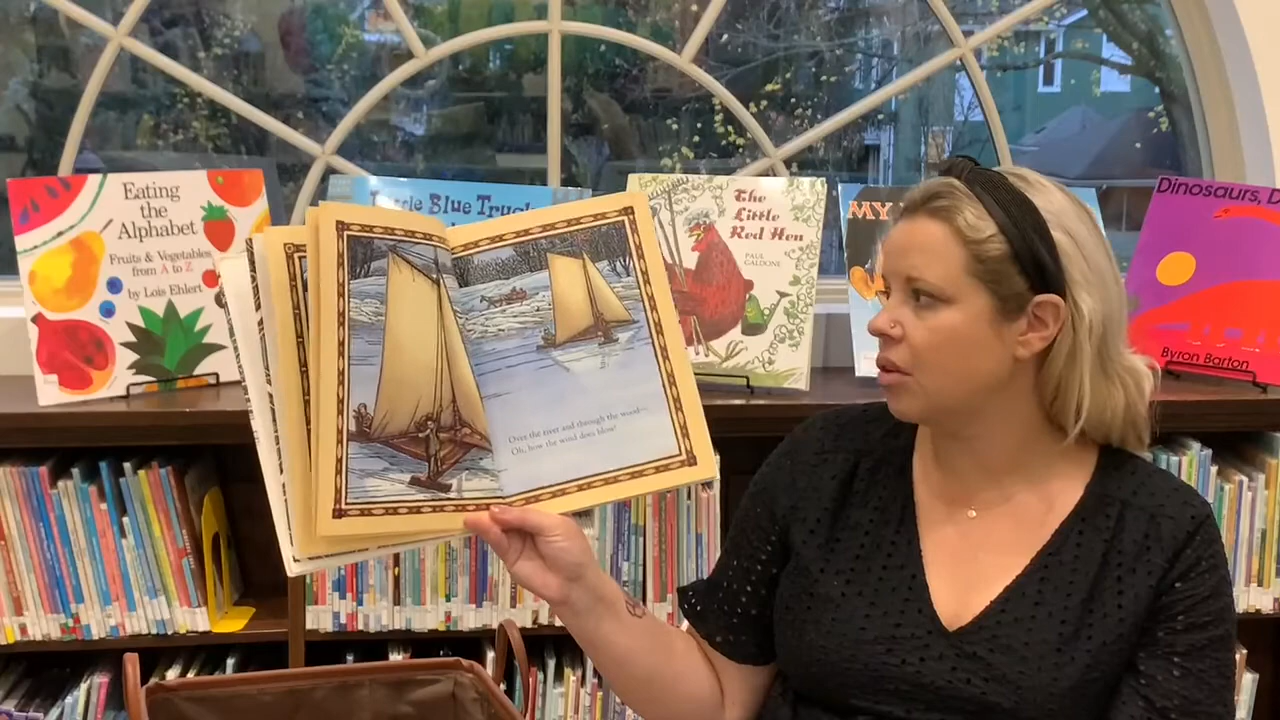 Eating
the
Alphabet
Fruits & Vegetables
from A to Z
by Lois Ehlert
Blue Truck
The
Little
Red Hen
PAUL
GALDONE
MY
Dinosaurs, D
Byron Barton
Over the river and through the wood—
Oh, how the wind does blow!